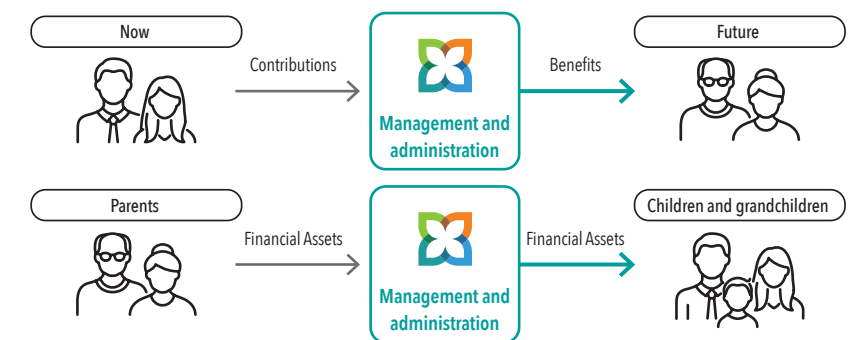 Now
Future
Contributions
Benefits
Management and
administration
Parents
Children and grandchildren
Financial Assets
Financial Assets
Management and
administration